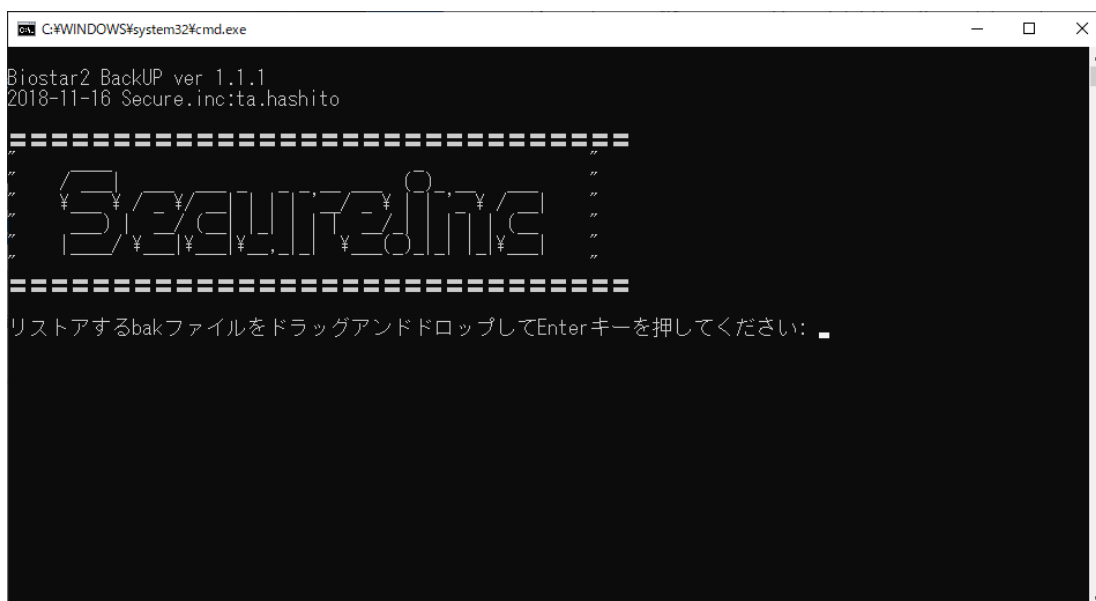 C:¥WINDOWS¥system32¥cmd.exe
Biostar2 BackUP ver 1.1.1
2018-11-16 Secure.inc:ta.hashito
==============================
Secure.inc
==============================
リストアするbakファイルをドラッグアンドドロップしてEnterキーを押してください: